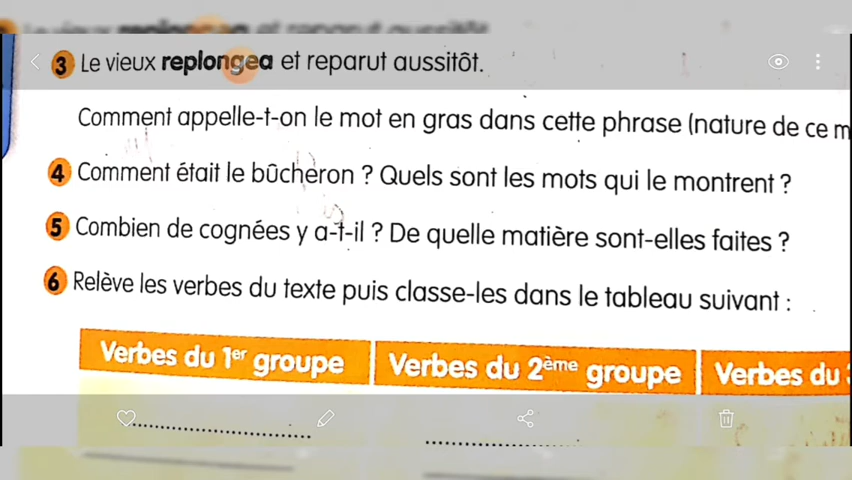 3 Le vieux replongea et reparut aussitôt.
Comment appelle-t-on le mot en gras dans cette phrase (nature de ce m
4 Comment était le bûcheron ? Quels sont les mots qui le montrent ?
5 Combien de cognées y a-t-il ? De quelle matière sont-elles faites ?
6 Relève les verbes du texte puis classe-les dans le tableau suivant :
Verbes du 1er groupe Verbes du 2ème groupe Verbes du